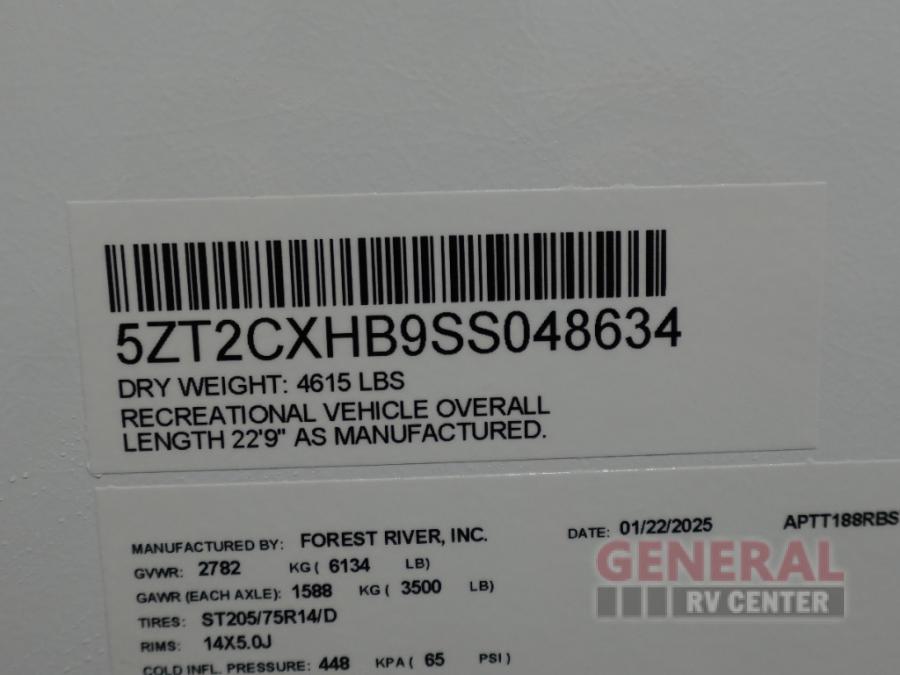 5ZT2CXHB9SS048634
DRY WEIGHT: 4615 LBS
RECREATIONAL VEHICLE OVERALL
LENGTH 22'9" AS MANUFACTURED.
MANUFACTURED BY: FOREST RIVER, INC. DATE: 01/22/2025 APTT188RBS
GVWR: 2782 KG ( 6134 LB)
GAWR (EACH AXLE): 1588 KG ( 3500 LB)
TIRES: ST205/75R14/D
RIMS: 14X5.0J
COLD INFL. PRESSURE: 448 KPA ( 65 PSI )
GENERAL
RV CENTER